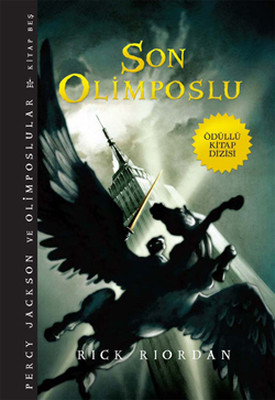 PERCY JACKSON VE OLİMPOSLULAR KİTAP BEŞ
SON
OLİMPOSLU
ÖDÜLLÜ
KİTAP
DİZİSİ
RICK RIORDAN